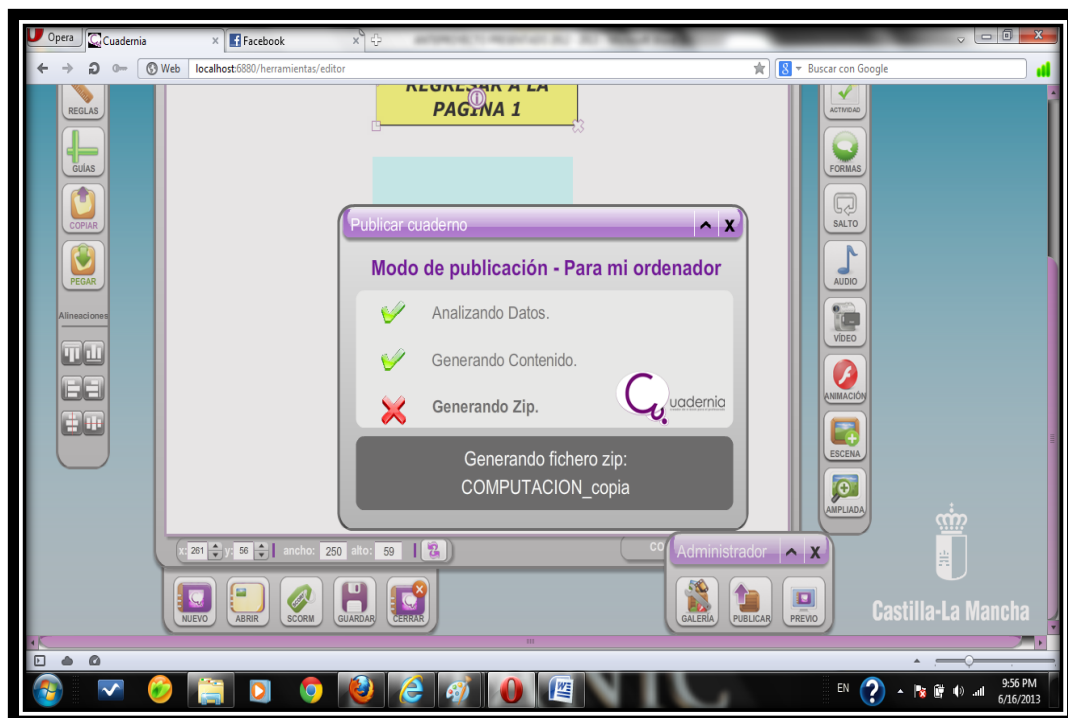 Opera
Cuadernia
Facebook
Web
localhost:6880/herramientas/editor
Buscar con Google
REGLAS
GUÍAS
COPIAR
PEGAR
Alineaciones
REGRESAR A LA
PAGINA 1
ACTIVIDAD
FORMAS
SALTO
AUDIO
VÍDEO
ANIMACIÓN
ESCENA
AMPLIADA
Publicar cuaderno
X
Modo de publicación - Para mi ordenador
Analizando Datos.
Generando Contenido.
Generando Zip.
Cuadernia
Generando fichero zip:
COMPUTACION_copia
x: 261 y: 56 ancho: 250 alto: 59
CO
Administrador X
NUEVO ABRIR SCORM GUARDAR CERRAR
GALERÍA PUBLICAR PREVIO
Castilla-La Mancha
EN
9:56 PM
6/16/2013